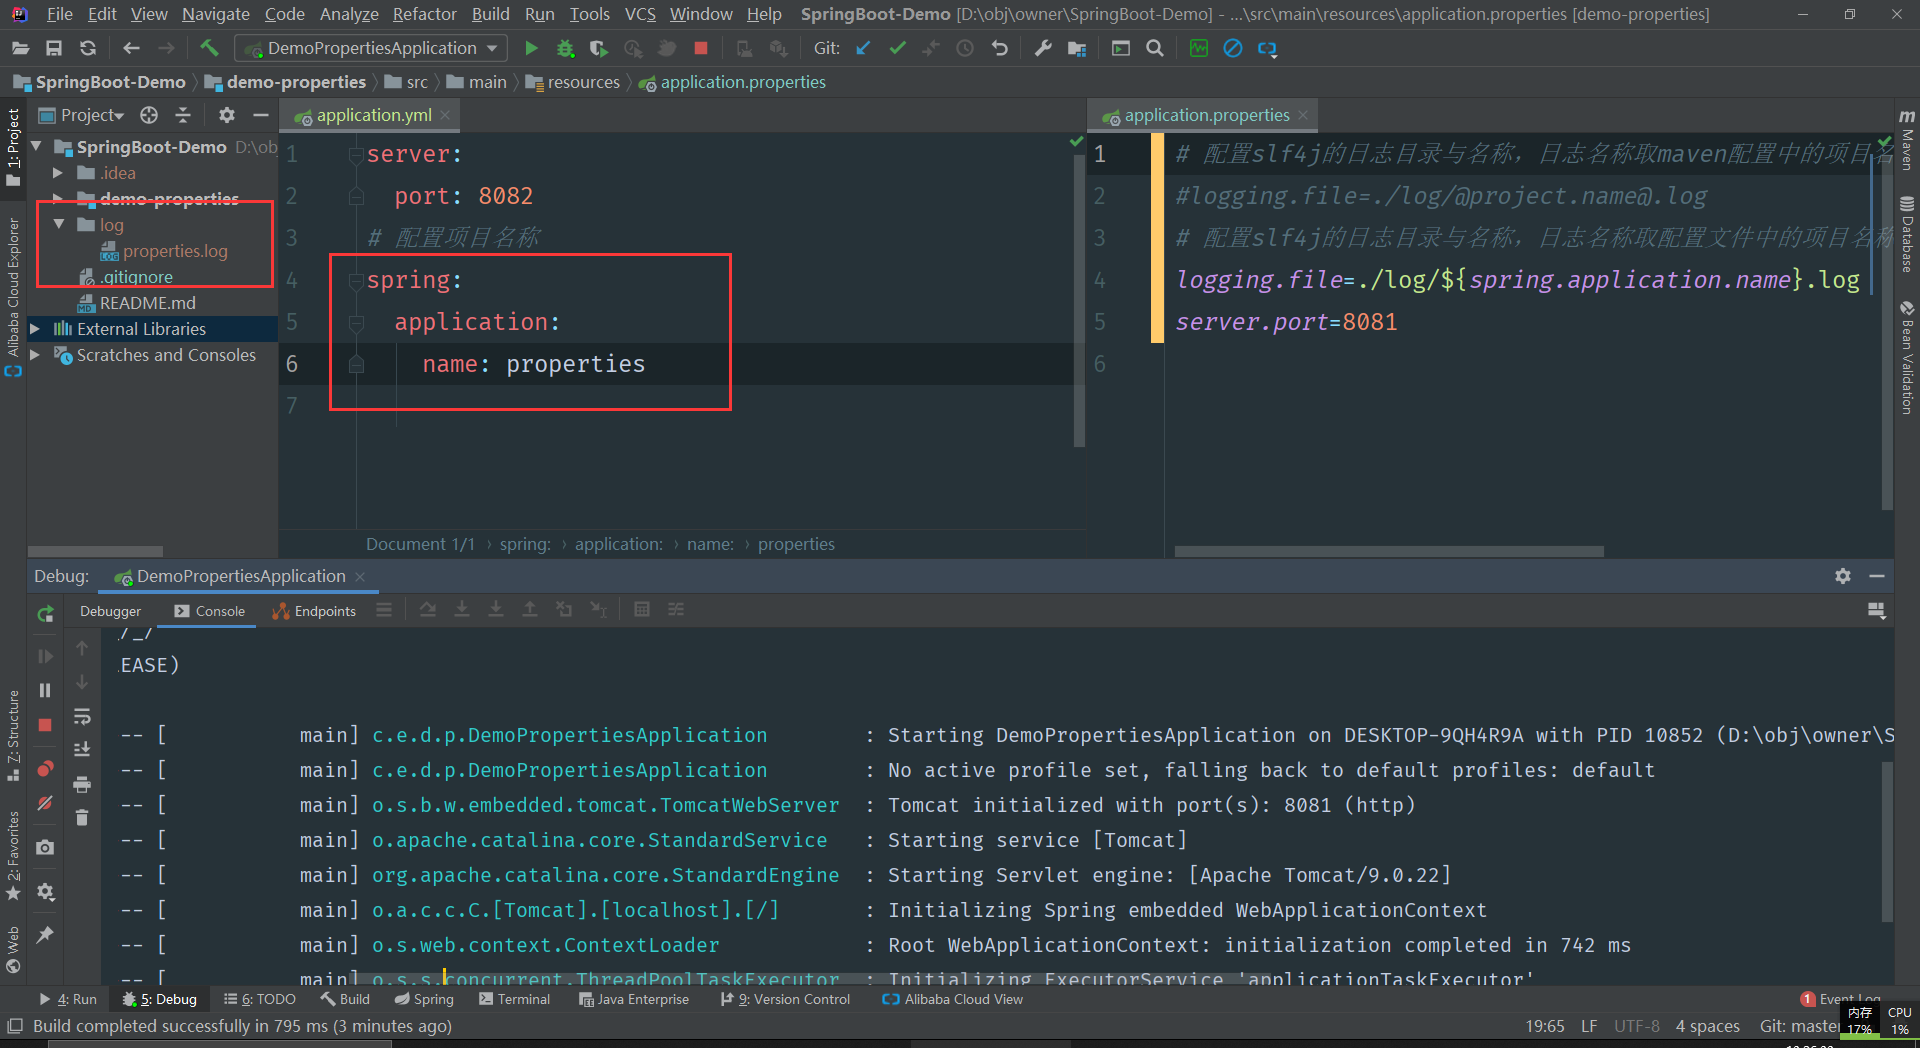 File Edit View Navigate Code Analyze Refactor Build Run Tools VCS Window Help SpringBoot-Demo [D:\obj\owner\SpringBoot-Demo] - ...\src\main\resources\application.properties [demo-properties]
DemoPropertiesApplication Git:
SpringBoot-Demo demo-properties src main resources application.properties
1: Project
Alibaba Cloud Explorer
7: Structure
2: Favorites
Web
Project
SpringBoot-Demo D:\obj
.idea
demo-properties
log
properties.log
.gitignore
README.md
External Libraries
Scratches and Consoles
application.yml
1 server:
2 port: 8082
3 # 配置项目名称
4 spring:
5 application:
6 name: properties
7
Document 1/1 › spring: › application: › name: › properties
application.properties
1 # 配置slf4j的日志目录与名称，日志名称取maven配置中的项目名
2 #logging.file=./log/@project.name@.log
3 # 配置slf4j的日志目录与名称，日志名称取配置文件中的项目名称
4 logging.file=./log/${spring.application.name}.log
5 server.port=8081
6
Maven
Database
Bean Validation
Debug: DemoPropertiesApplication
Debugger Console Endpoints
/_/
.EASE)
-- [ main] c.e.d.p.DemoPropertiesApplication : Starting DemoPropertiesApplication on DESKTOP-9QH4R9A with PID 10852 (D:\obj\owner\S
-- [ main] c.e.d.p.DemoPropertiesApplication : No active profile set, falling back to default profiles: default
-- [ main] o.s.b.w.embedded.tomcat.TomcatWebServer : Tomcat initialized with port(s): 8081 (http)
-- [ main] o.apache.catalina.core.StandardService : Starting service [Tomcat]
-- [ main] org.apache.catalina.core.StandardEngine : Starting Servlet engine: [Apache Tomcat/9.0.22]
-- [ main] o.a.c.c.C.[Tomcat].[localhost].[/] : Initializing Spring embedded WebApplicationContext
-- [ main] o.s.web.context.ContextLoader : Root WebApplicationContext: initialization completed in 742 ms
-- [ main] o.s.s.concurrent.ThreadPoolTaskExecutor : Initializing ExecutorService 'applicationTaskExecutor'
4: Run 5: Debug 6: TODO Build Spring Terminal Java Enterprise 9: Version Control Alibaba Cloud View 1 Event Log
Build completed successfully in 795 ms (3 minutes ago) 19:65 LF UTF-8 4 spaces Git: master
内存 CPU
17% 1%